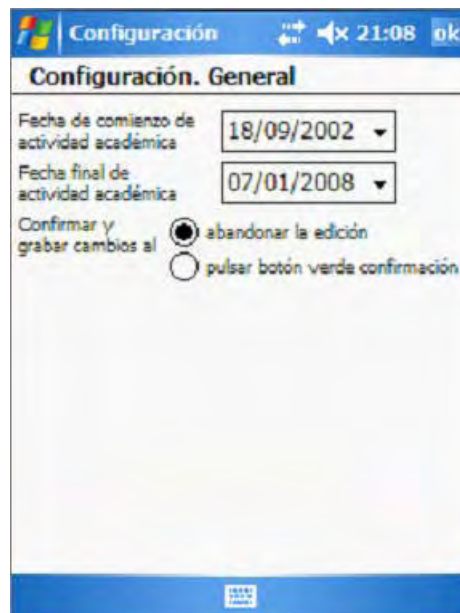 Configuración 21:08 ok
Configuración. General
Fecha de comienzo de
actividad académica
18/09/2002
Fecha final de
actividad académica
07/01/2008
Confirmar y
grabar cambios al
abandonar la edición
pulsar botón verde confirmación